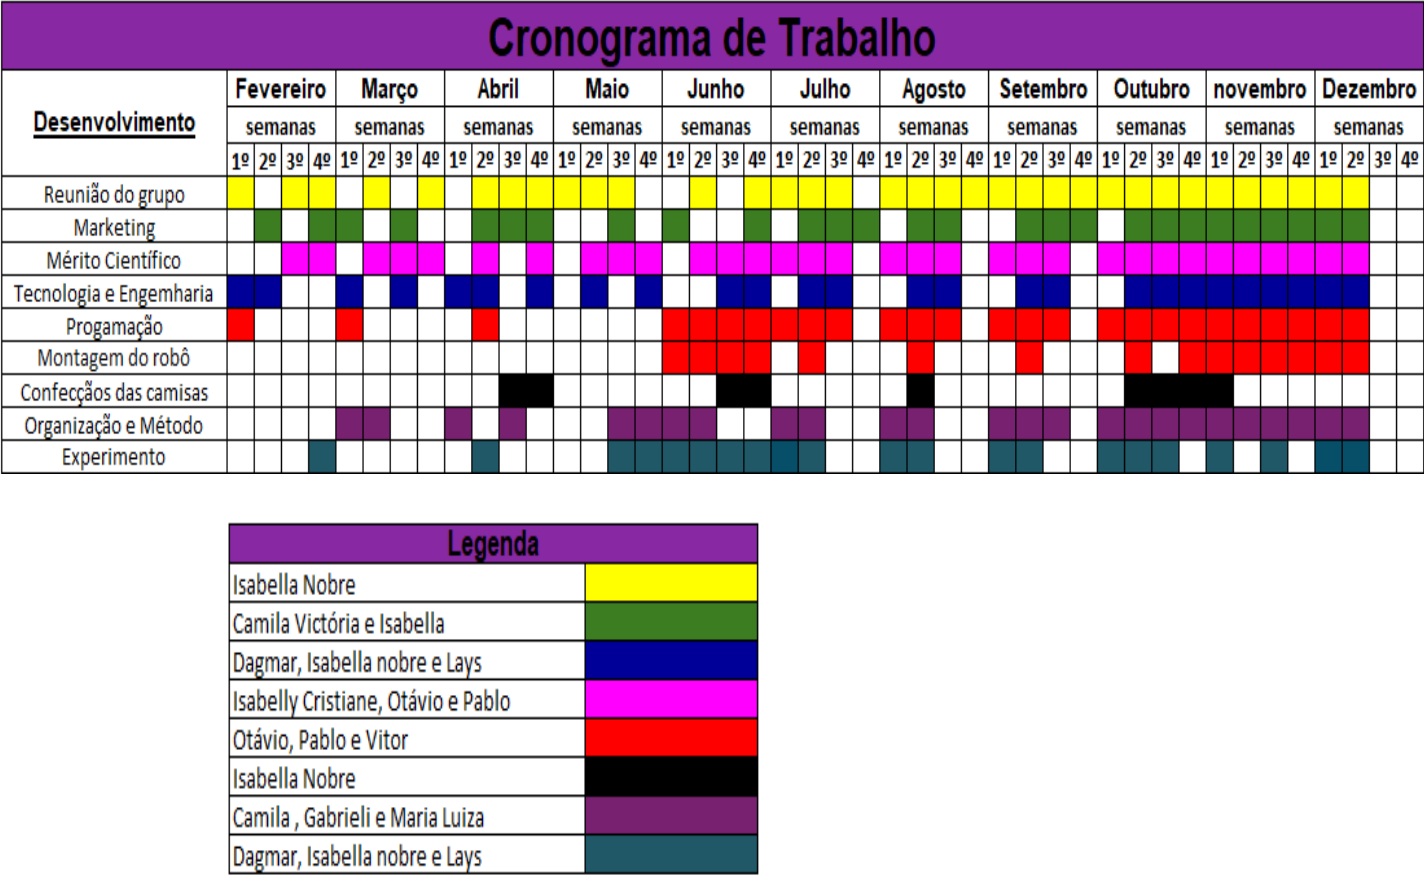 Cronograma de Trabalho
Desenvolvimento
Fevereiro Março Abril Maio Junho Julho Agosto Setembro Outubro novembro Dezembro
semanas semanas semanas semanas semanas semanas semanas semanas semanas semanas semanas
1º 2º 3º 4º 1º 2º 3º 4º 1º 2º 3º 4º 1º 2º 3º 4º 1º 2º 3º 4º 1º 2º 3º 4º 1º 2º 3º 4º 1º 2º 3º 4º 1º 2º 3º 4º 1º 2º 3º 4º 1º 2º 3º 4º
Reunião do grupo
Marketing
Mérito Científico
Tecnologia e Engemharia
Progamação
Montagem do robô
Confecçãos das camisas
Organização e Método
Experimento
Legenda
Isabella Nobre
Camila Victória e Isabella
Dagmar, Isabella nobre e Lays
Isabelly Cristiane, Otávio e Pablo
Otávio, Pablo e Vitor
Isabella Nobre
Camila , Gabrieli e Maria Luiza
Dagmar, Isabella nobre e Lays